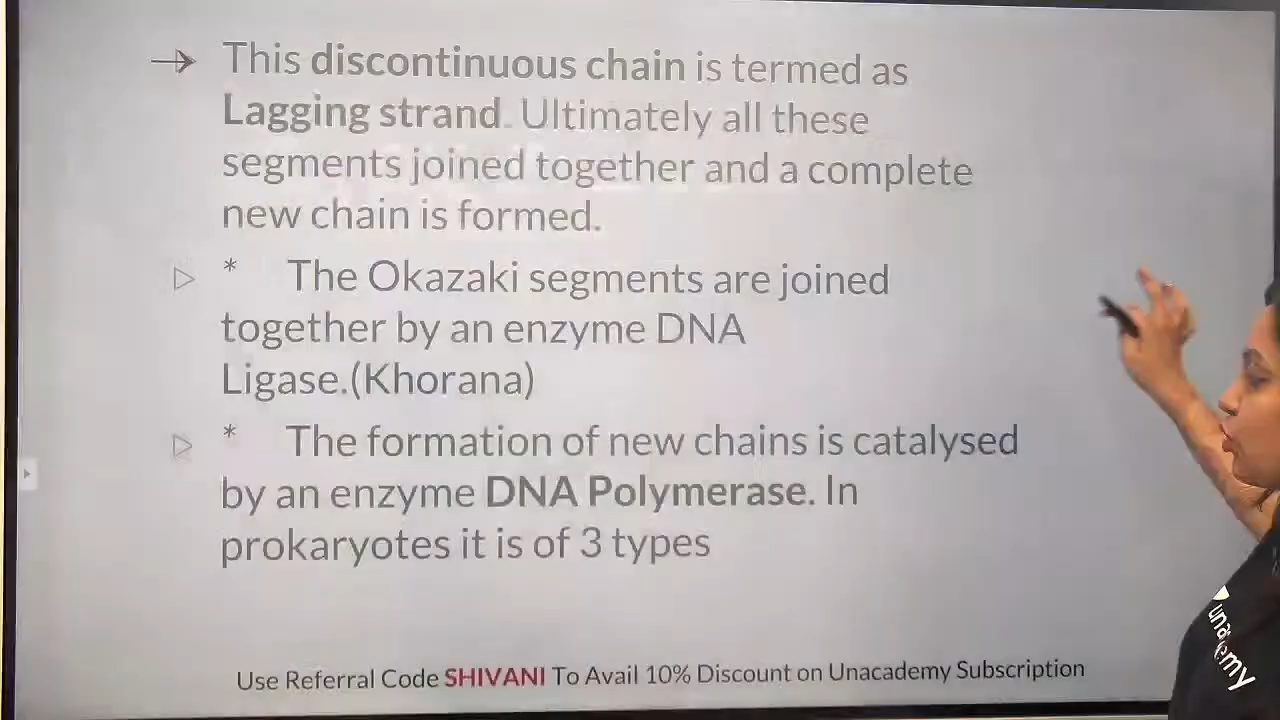 → This discontinuous chain is termed as
Lagging strand. Ultimately all these
segments joined together and a complete
new chain is formed.
▷ * The Okazaki segments are joined
together by an enzyme DNA
Ligase.(Khorana)
▷ * The formation of new chains is catalysed
by an enzyme DNA Polymerase. In
prokaryotes it is of 3 types
Use Referral Code SHIVANI To Avail 10% Discount on Unacademy Subscription
unacademy